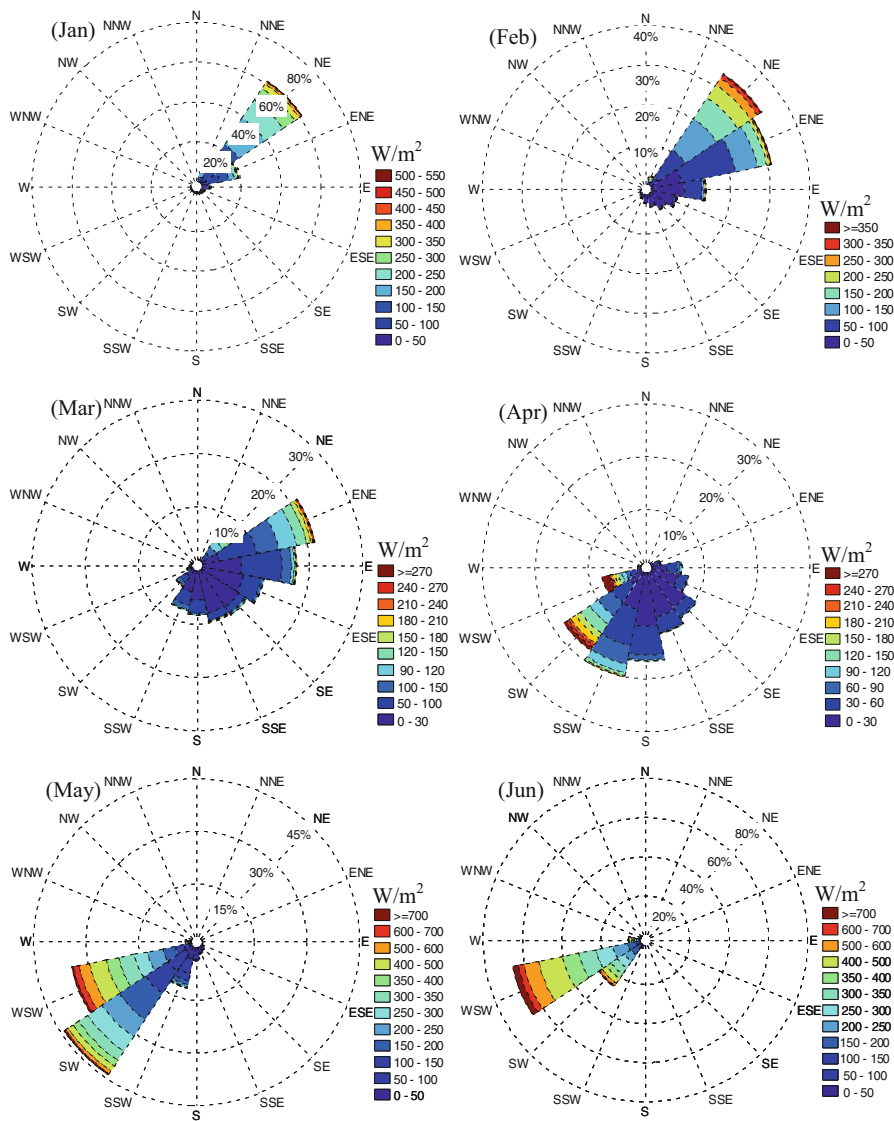 (Jan)
N
NNE
80%
60%
40%
20%
NNW
NW
WNW
W
WSW
SW
SSW
S
SSE
SE
ESE
E
ENE
NE
W/m²
500 - 550
450 - 500
400 - 450
350 - 400
300 - 350
250 - 300
200 - 250
150 - 200
100 - 150
50 - 100
0 - 50
(Feb)
N
NNE
NE
40%
30%
20%
10%
NNW
NW
WNW
W
WSW
SW
SSW
S
SSE
SE
ESE
E
ENE
W/m²
>=350
300 - 350
250 - 300
200 - 250
150 - 200
100 - 150
50 - 100
0 - 50
(Mar)
N
NNE
NE
30%
20%
10%
NNW
NW
WNW
W
WSW
SW
SSW
S
SSE
SE
ESE
E
ENE
W/m²
>=270
240 - 270
210 - 240
180 - 210
150 - 180
120 - 150
90 - 120
100 - 150
50 - 100
0 - 30
(Apr)
N
NNE
NE
30%
20%
10%
NNW
NW
WNW
W
WSW
SW
SSW
S
SSE
SE
ESE
E
ENE
W/m²
>=270
240 - 270
210 - 240
180 - 210
150 - 180
120 - 150
90 - 120
60 - 90
30 - 60
0 - 30
(May)
N
NNE
NE
45%
30%
15%
NNW
NW
WNW
W
WSW
SW
SSW
S
SSE
SE
ESE
E
ENE
W/m²
>=700
600 - 700
500 - 600
400 - 500
350 - 400
300 - 350
250 - 300
200 - 250
150 - 200
100 - 150
50 - 100
0 - 50
(Jun)
N
NNE
NE
80%
60%
40%
20%
NNW
NW
WNW
W
WSW
SW
SSW
S
SSE
SE
ESE
E
ENE
W/m²
>=700
600 - 700
500 - 600
400 - 500
350 - 400
300 - 350
250 - 300
200 - 250
150 - 200
100 - 150
50 - 100
0 - 50